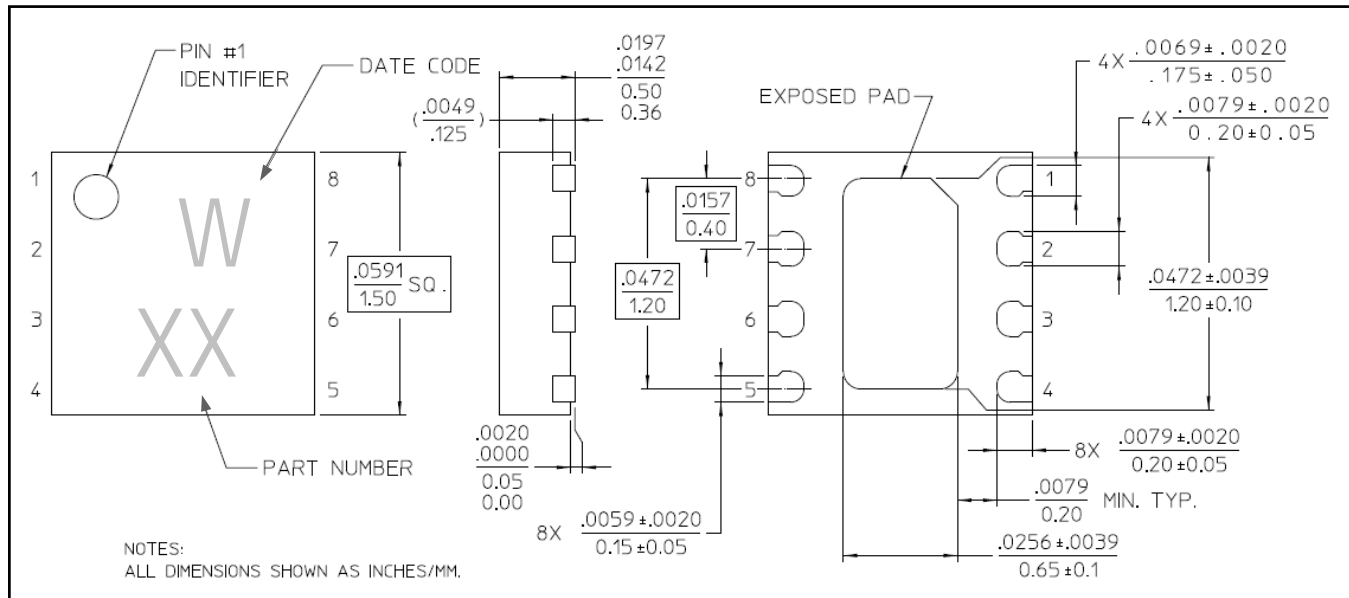 PIN #1
IDENTIFIER
DATE CODE
1
2
3
4
8
7
6
5
W
XX
PART NUMBER
.0591
1.50
SQ.
.0197
.0142
0.50
0.36
(.0049)
.125
.0020
.0000
0.05
0.00
EXPOSED PAD
8
7
6
5
1
2
3
4
.0157
0.40
.0472
1.20
4X .0069±.0020
.175±.050
4X .0079±.0020
0.20±0.05
.0472±.0039
1.20±0.10
8X .0079±.0020
0.20±0.05
.0079
0.20
MIN. TYP.
.0256±.0039
0.65±0.1
8X .0059±.0020
0.15±0.05
NOTES:
ALL DIMENSIONS SHOWN AS INCHES/MM.